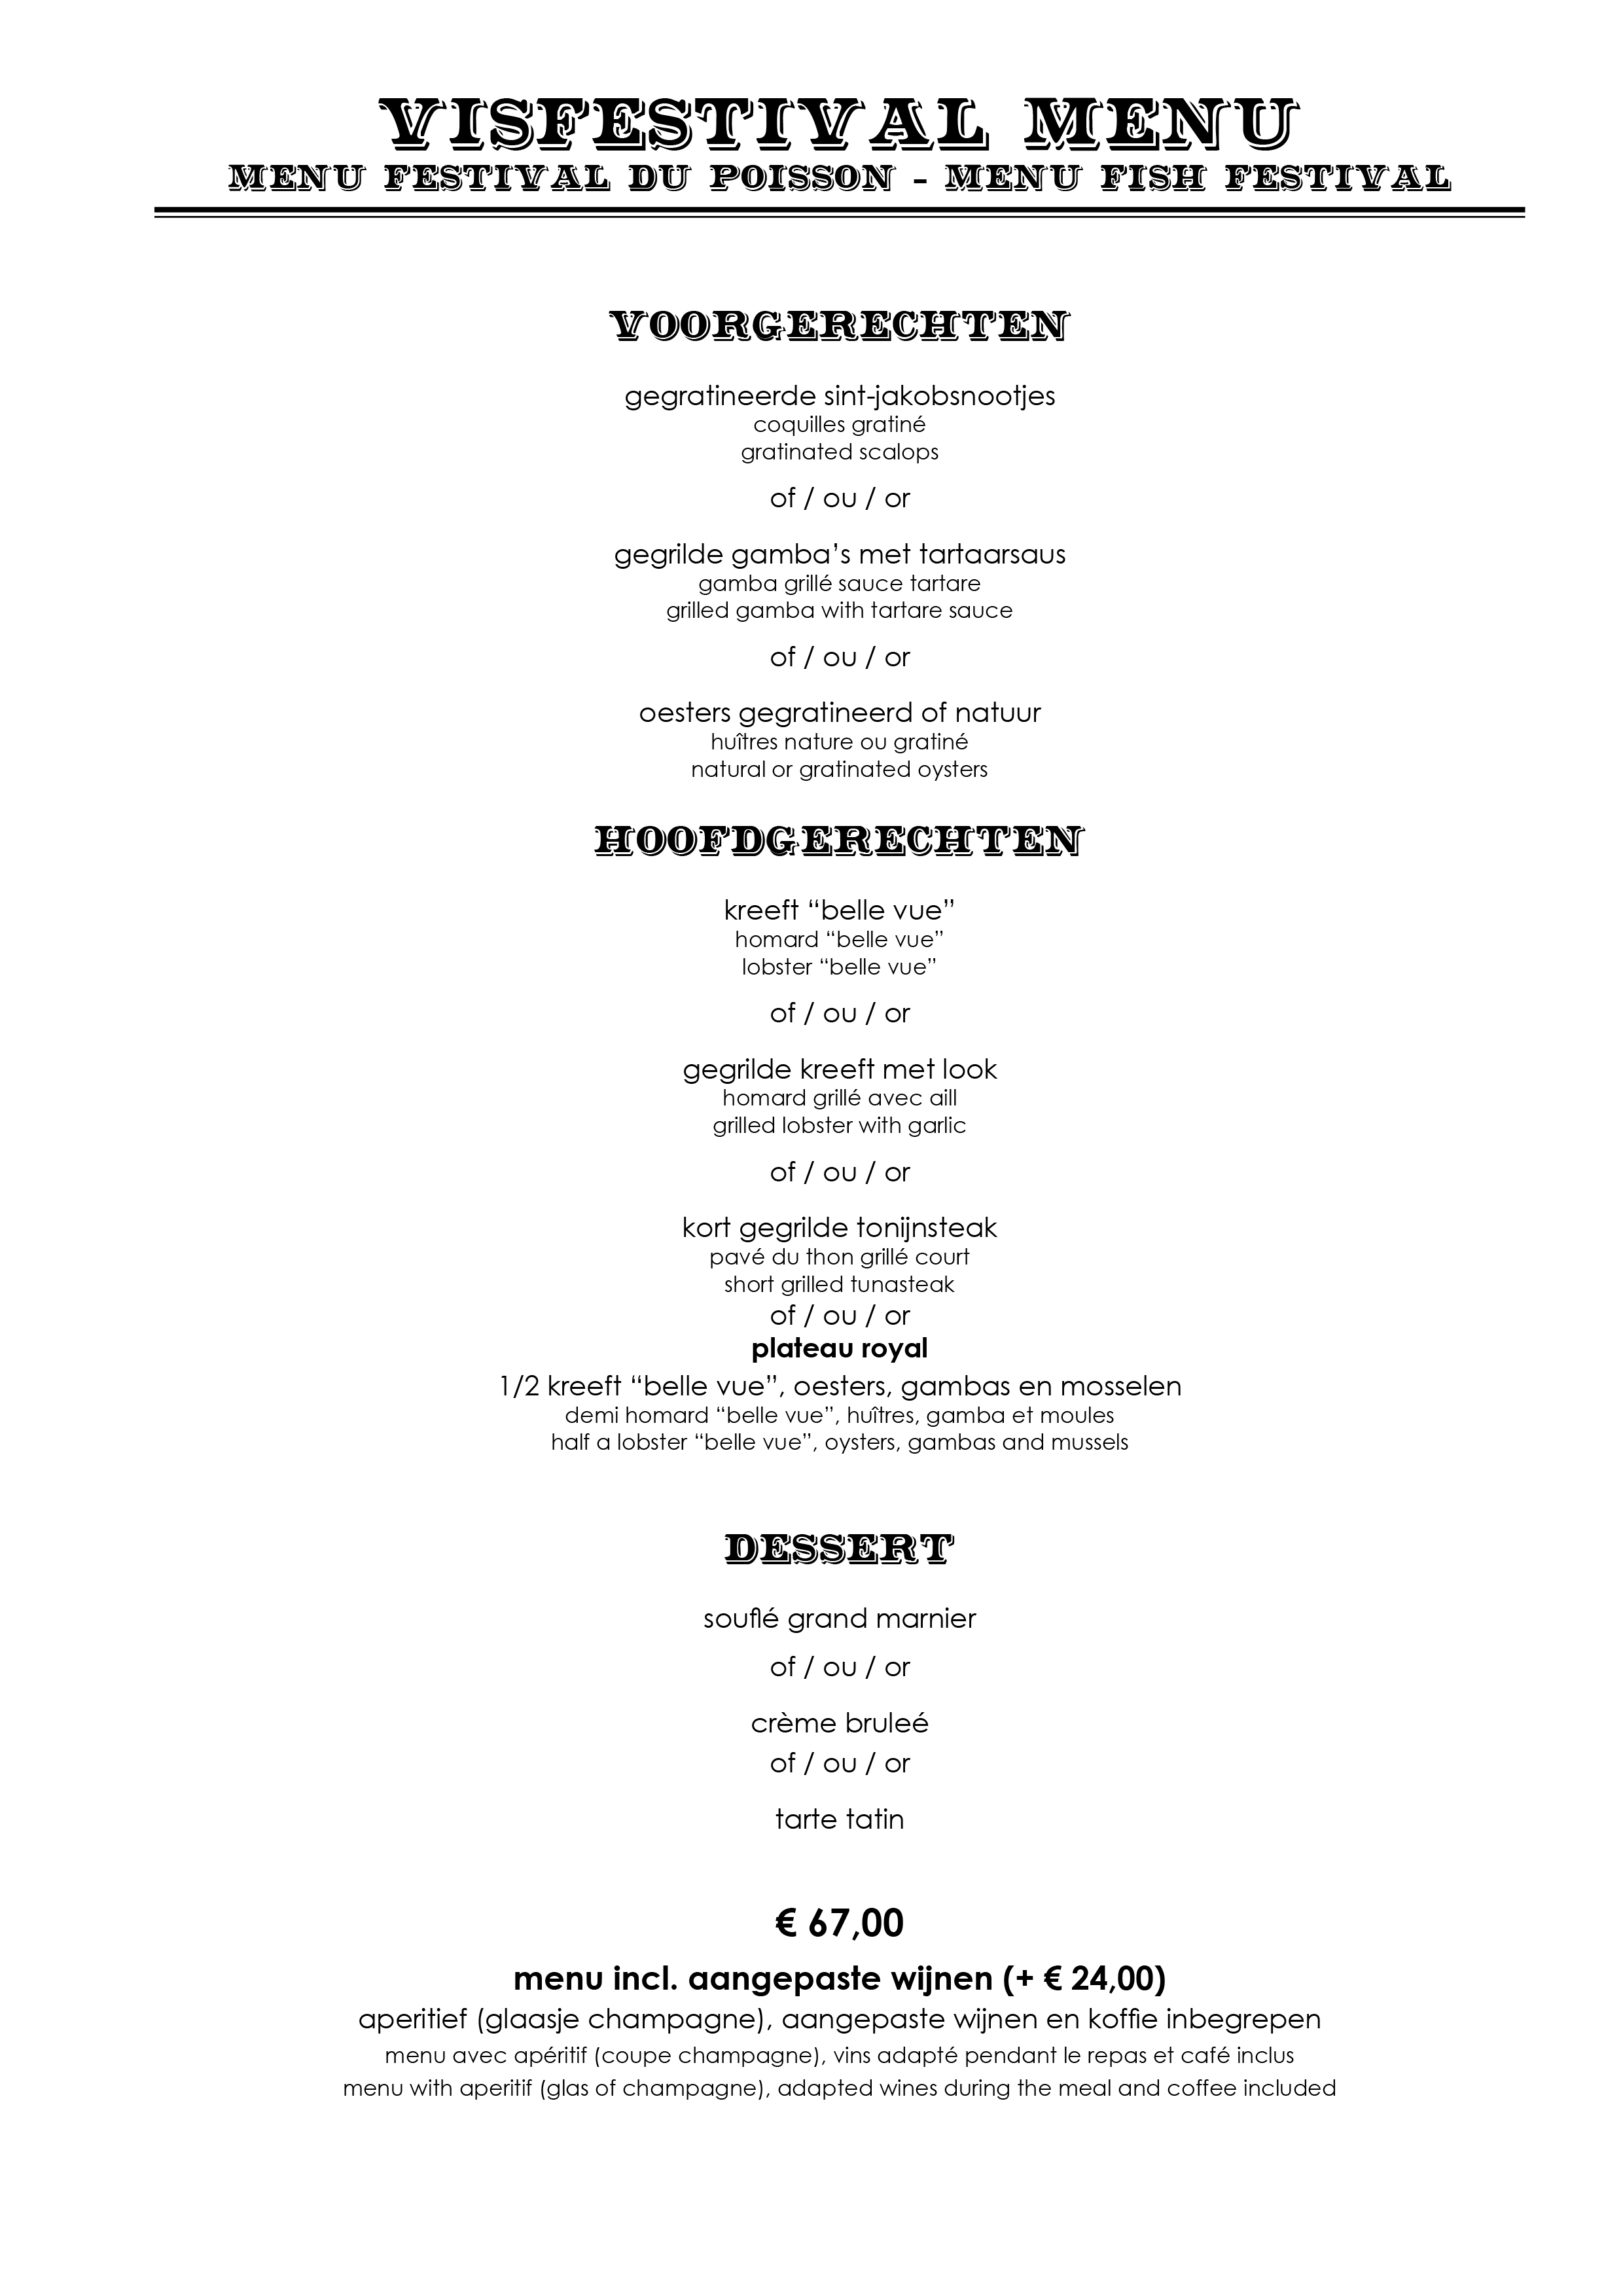 VISFESTIVAL MENU
MENU FESTIVAL DU POISSON - MENU FISH FESTIVAL
VOORGERECHTEN
gegratineerde sint-jakobsnootjes
coquilles gratiné
gratinated scalops
of / ou / or
gegrilde gamba’s met tartaarsaus
gamba grillé sauce tartare
grilled gamba with tartare sauce
of / ou / or
oesters gegratineerd of natuur
huîtres nature ou gratiné
natural or gratinated oysters
HOOFDGERECHTEN
kreeft “belle vue”
homard “belle vue”
lobster “belle vue”
of / ou / or
gegrilde kreeft met look
homard grillé avec aill
grilled lobster with garlic
of / ou / or
kort gegrilde tonijnsteak
pavé du thon grillé court
short grilled tunasteak
of / ou / or
plateau royal
1/2 kreeft “belle vue”, oesters, gambas en mosselen
demi homard “belle vue”, huîtres, gamba et moules
half a lobster “belle vue”, oysters, gambas and mussels
DESSERT
souflé grand marnier
of / ou / or
crème bruleé
of / ou / or
tarte tatin
€ 67,00
menu incl. aangepaste wijnen (+ € 24,00)
aperitief (glaasje champagne), aangepaste wijnen en koffie inbegrepen
menu avec apéritif (coupe champagne), vins adapté pendant le repas et café inclus
menu with aperitif (glas of champagne), adapted wines during the meal and coffee included